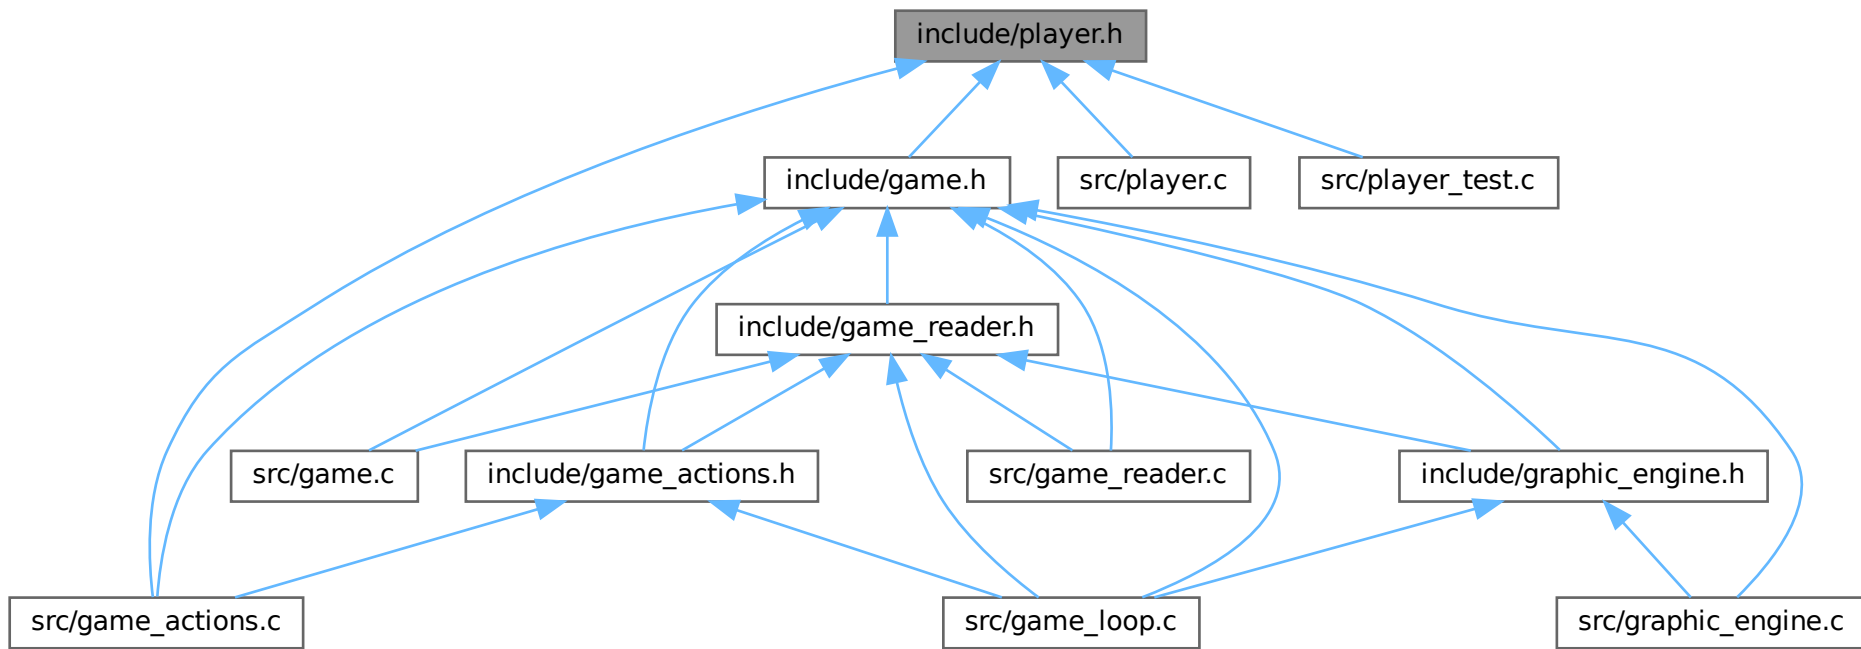 include/player.h
include/game.h
src/player.c
src/player_test.c
include/game_reader.h
src/game.c
include/game_actions.h
src/game_reader.c
include/graphic_engine.h
src/game_actions.c
src/game_loop.c
src/graphic_engine.c